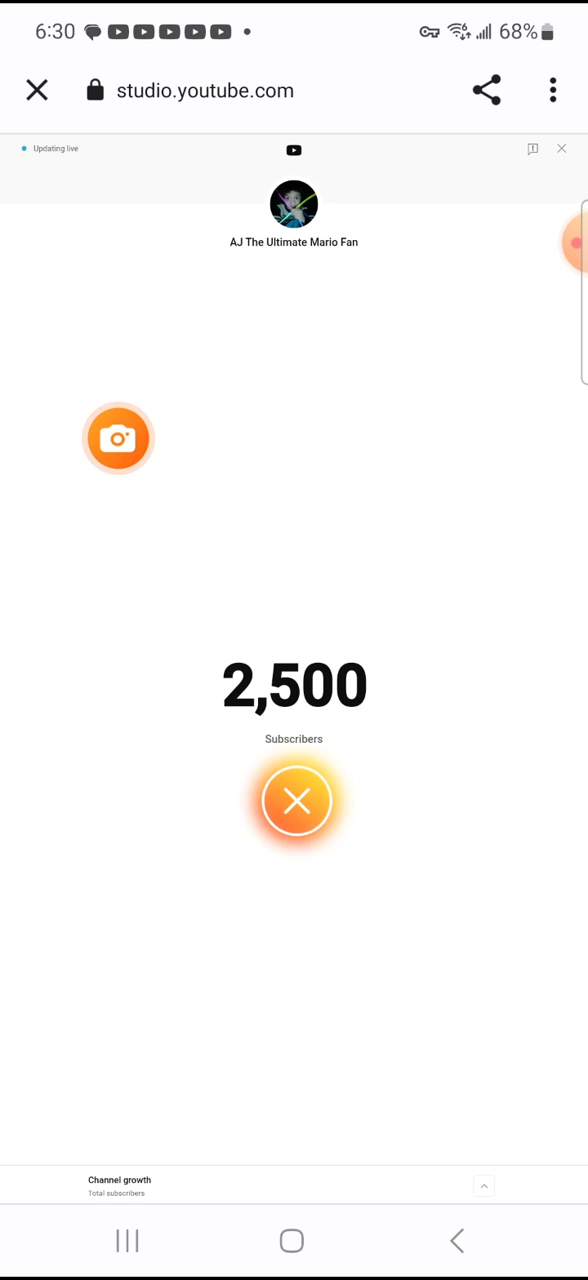 6:30
68%
studio.youtube.com
Updating live
AJ The Ultimate Mario Fan
2,500
Subscribers
Channel growth
Total subscribers